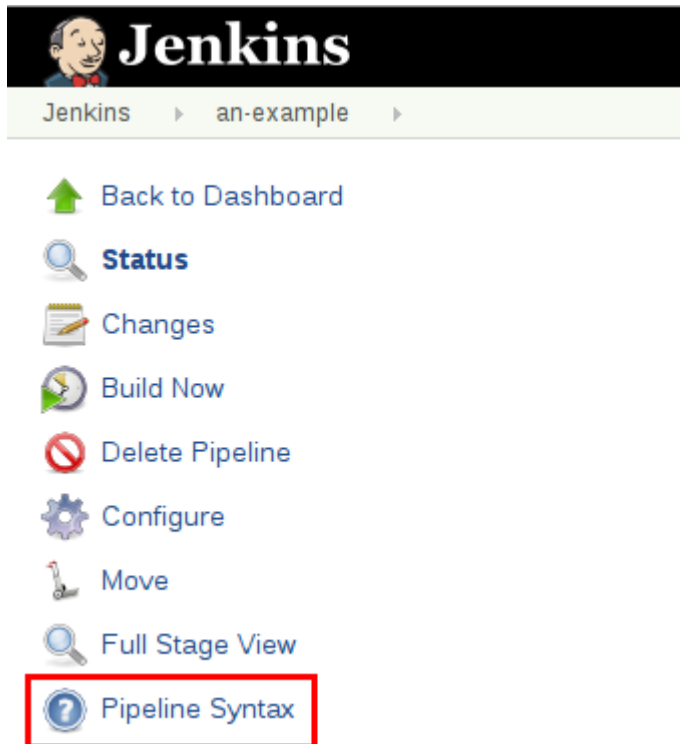 Jenkins
Jenkins an-example
Back to Dashboard
Status
Changes
Build Now
Delete Pipeline
Configure
Move
Full Stage View
? Pipeline Syntax